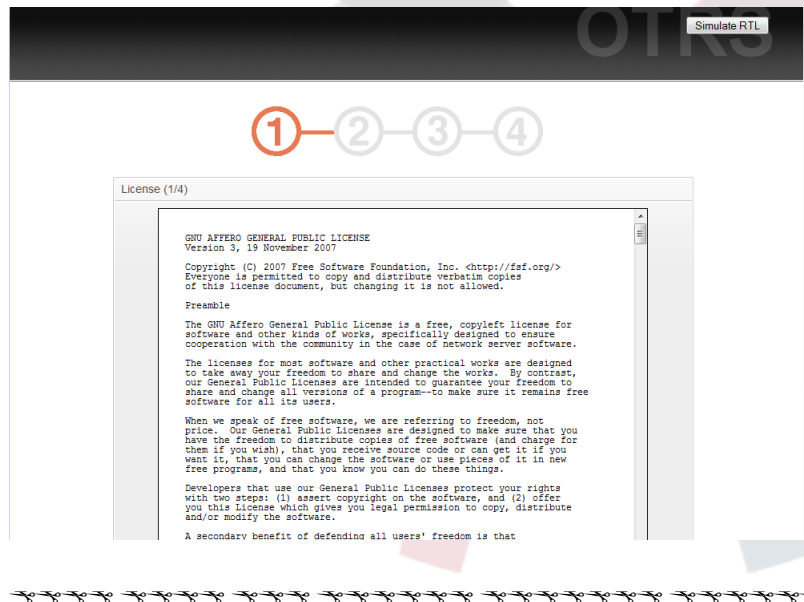 OTRS
Simulate RTL
1 2 3 4
License (1/4)
GNU AFFERO GENERAL PUBLIC LICENSE
Version 3, 19 November 2007
Copyright (C) 2007 Free Software Foundation, Inc. <http://fsf.org/>
Everyone is permitted to copy and distribute verbatim copies
of this license document, but changing it is not allowed.
Preamble
The GNU Affero General Public License is a free, copyleft license for
software and other kinds of works, specifically designed to ensure
cooperation with the community in the case of network server software.
The licenses for most software and other practical works are designed
to take away your freedom to share and change the works.  By contrast,
our General Public Licenses are intended to guarantee your freedom to
share and change all versions of a program--to make sure it remains free
software for all its users.
When we speak of free software, we are referring to freedom, not
price.  Our General Public Licenses are designed to make sure that you
have the freedom to distribute copies of free software (and charge for
them if you wish), that you receive source code or can get it if you
want it, that you can change the software or use pieces of it in new
free programs, and that you know you can do these things.
Developers that use our General Public Licenses protect your rights
with two steps: (1) assert copyright on the software, and (2) offer
you this License which gives you legal permission to copy, distribute
and/or modify the software.
A secondary benefit of defending all users' freedom is that